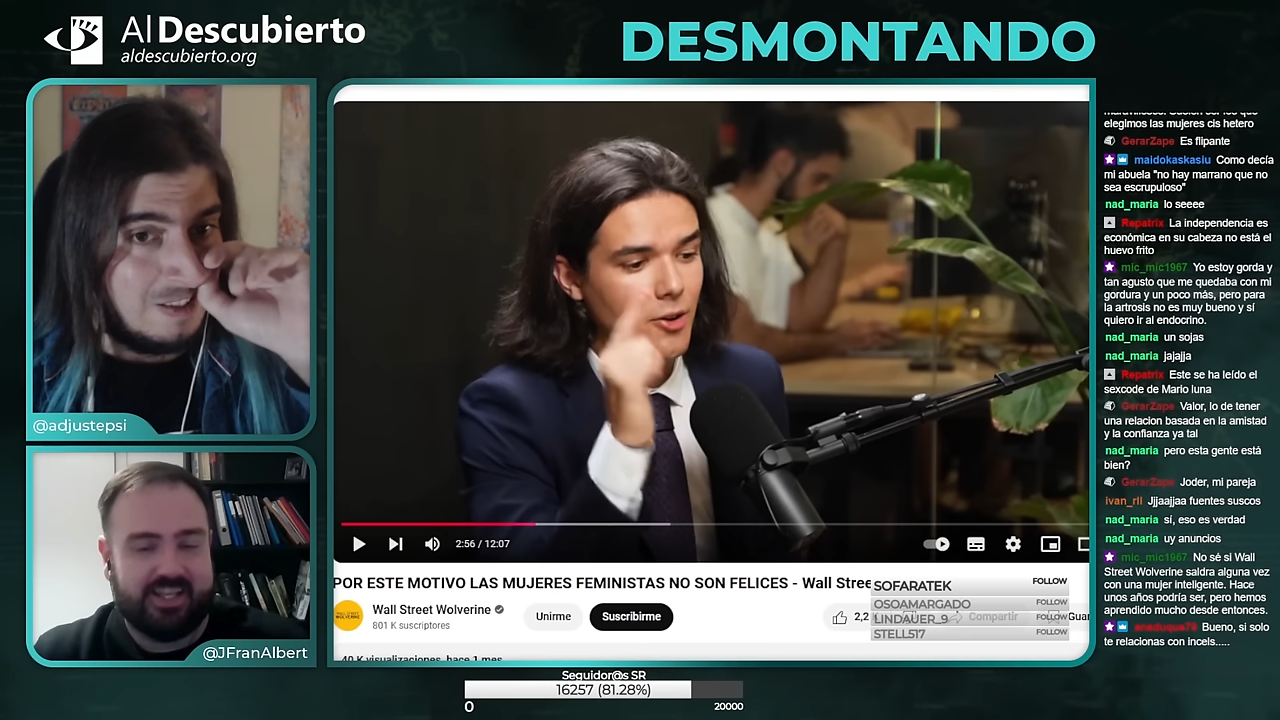 Al Descubierto
aldescubierto.org
DESMONTANDO
@adjustepsi
@JFranAlbert
2:56 / 12:07
POR ESTE MOTIVO LAS MUJERES FEMINISTAS NO SON FELICES - Wall Stree
Wall Street Wolverine
801 K suscriptores
Unirme
Suscribirme
2,2
Compartir
Guar
40 K visualizaciones hace 1 mes
SOFARATEK FOLLOW
OSOAMARGADO FOLLOW
LINDAUER_9 FOLLOW
STELL517 FOLLOW
Seguidor@s SR
16257 (81.28%)
0
20000
elegimos las mujeres cis hetero
GerarZape Es flipante
maidokaskasiu Como decía
mi abuela "no hay marrano que no
sea escrupuloso"
nad_maria lo seeee
Repatrix La independencia es
económica en su cabeza no está el
huevo frito
mic_mic1967 Yo estoy gorda y
tan agusto que me quedaba con mi
gordura y un poco más, pero para
la artrosis no es muy bueno y sí
quiero ir al endocrino.
nad_maria un sojas
nad_maria jajajja
Repatrix Este se ha leído el
sexcode de Mario luna
GerarZape Valor, lo de tener
una relacion basada en la amistad
y la confianza ya tal
nad_maria pero esta gente está
bien?
GerarZape Joder, mi pareja
ivan_ril Jjjaajjaa fuentes suscos
nad_maria sí, eso es verdad
nad_maria uy anuncios
mic_mic1967 No sé si Wall
Street Wolverine saldra alguna vez
con una mujer inteligente. Hace
unos años podría ser, pero hemos
aprendido mucho desde entonces.
anaduque79 Bueno, si solo
te relacionas con incels.....